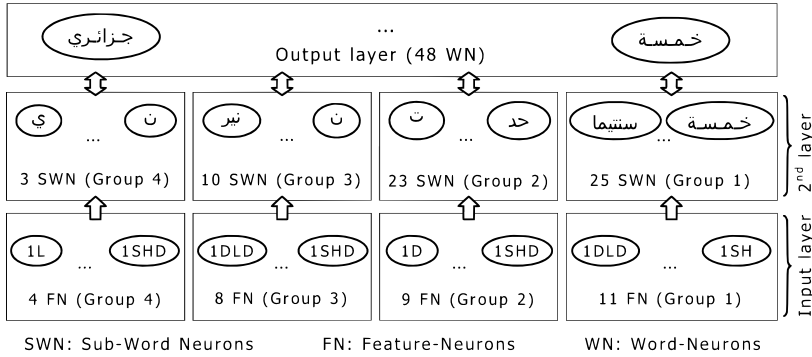 جـزائـري ... خـمـسـة
Output layer (48 WN)
ي ... ن نير ... ن ت ... حد سنتيما ... خـمـسـة
3 SWN (Group 4) 10 SWN (Group 3) 23 SWN (Group 2) 25 SWN (Group 1)
2nd layer
1L ... 1SHD 1DLD ... 1SHD 1D ... 1SHD 1DLD ... 1SH
4 FN (Group 4) 8 FN (Group 3) 9 FN (Group 2) 11 FN (Group 1)
Input layer
SWN: Sub-Word Neurons FN: Feature-Neurons WN: Word-Neurons